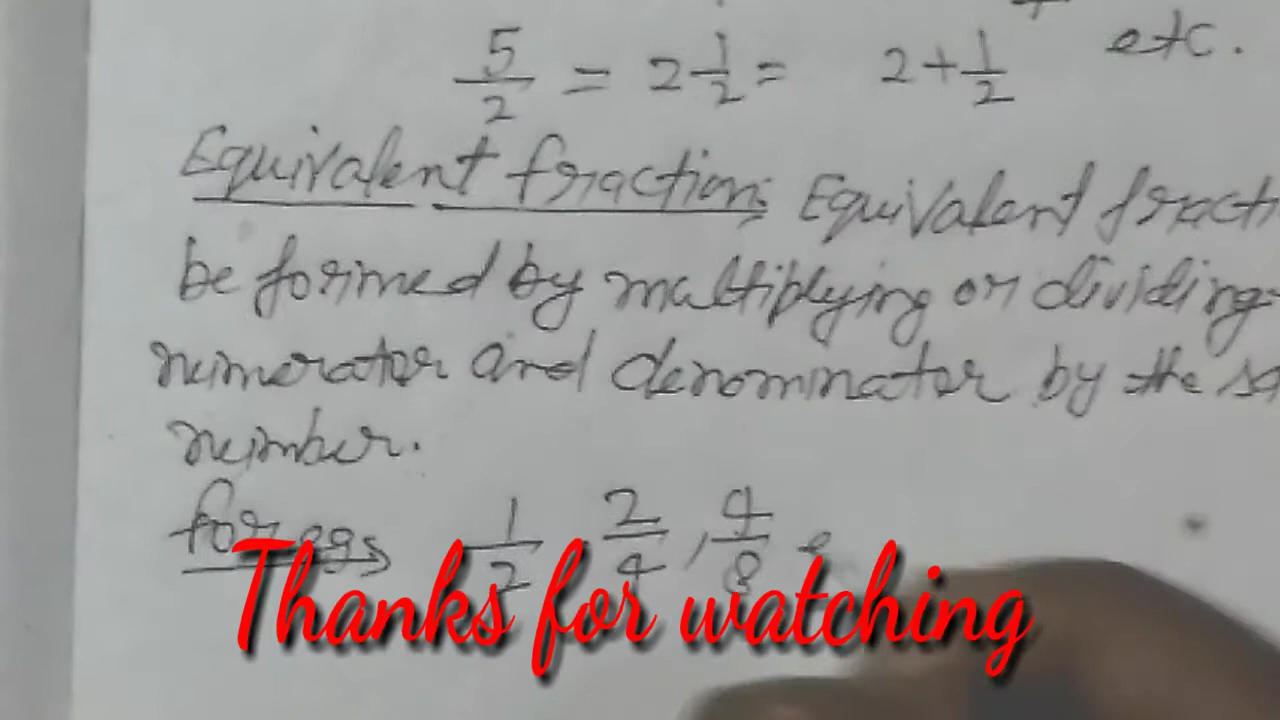 5/2 = 2 1/2 = 2 + 1/2 etc.
Equivalent fraction: Equivalent fracti
be formed by multiplying or dividing
numerator and denominator by the sa
number.
for egs 1/2, 2/4, 4/8 e
Thanks for watching